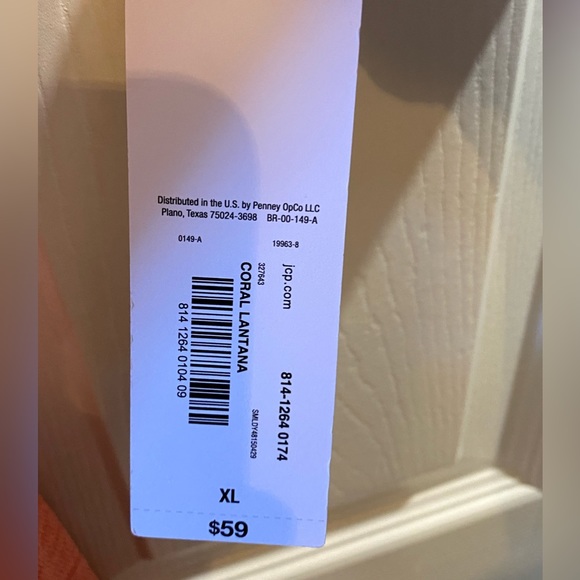 Distributed in the U.S. by Penney OpCo LLC
Plano, Texas 75024-3698 BR-00-149-A
0149-A 19963-8
jcp.com
327643
CORAL LANTANA
814 1264 0104 09
814-1264 0174
SMLDY48150429
XL
$59